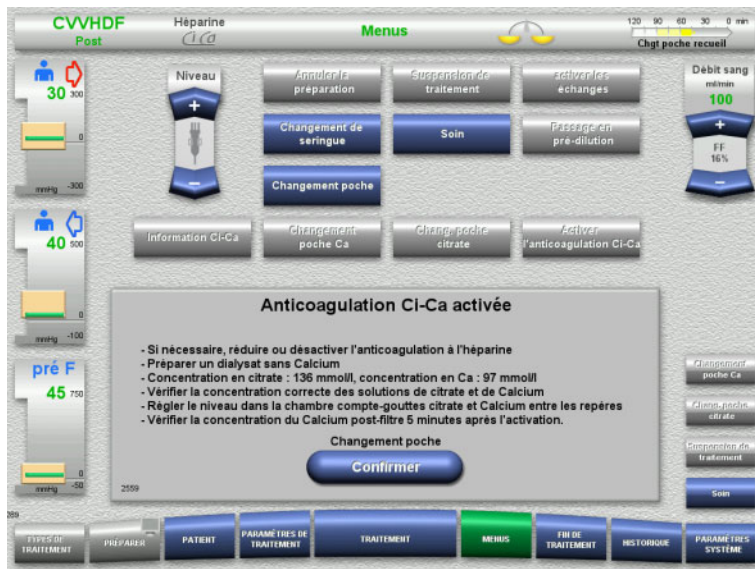 CVVHDF
Post
Héparine
Menus
120 90 60 30 0 min
Chgt poche recueil
30 300
0
mmHg -300
40 500
0
mmHg -100
pré F
45 750
0
mmHg -50
Niveau
+
−
Annuler la préparation
Suspension de traitement
activer les échanges
Changement de seringue
Soin
Passage en pré-dilution
Changement poche
Débit sang
ml/min
100
+
FF
16%
−
Information Ci-Ca
Changement poche Ca
Chang. poche citrate
Activer l'anticoagulation Ci-Ca
Anticoagulation Ci-Ca activée
- Si nécessaire, réduire ou désactiver l'anticoagulation à l'héparine
- Préparer un dialysat sans Calcium
- Concentration en citrate : 136 mmol/l, concentration en Ca : 97 mmol/l
- Vérifier la concentration correcte des solutions de citrate et de Calcium
- Régler le niveau dans la chambre compte-gouttes citrate et Calcium entre les repères
- Vérifier la concentration du Calcium post-filtre 5 minutes après l'activation.
Changement poche
Confirmer
2559
Changement poche Ca
Chang. poche citrate
Suspension de traitement
Soin
TYPES DE TRAITEMENT
PRÉPARER
PATIENT
PARAMÈTRES DE TRAITEMENT
TRAITEMENT
MENUS
FIN DE TRAITEMENT
HISTORIQUE
PARAMÈTRES SYSTÈME